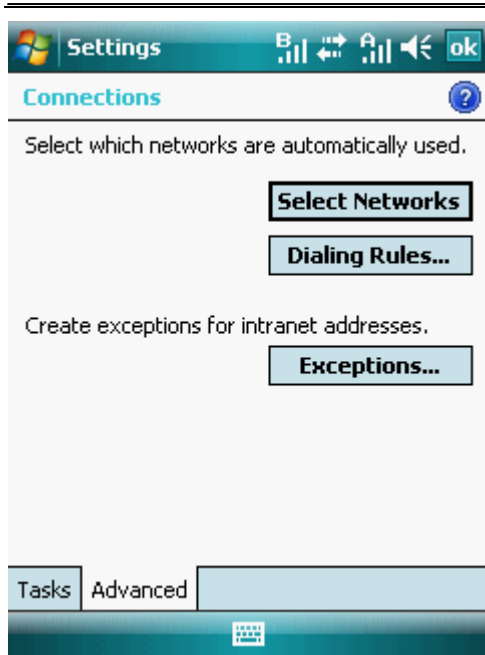 Settings
B
A
ok
Connections
?
Select which networks are automatically used.
Select Networks
Dialing Rules...
Create exceptions for intranet addresses.
Exceptions...
Tasks Advanced